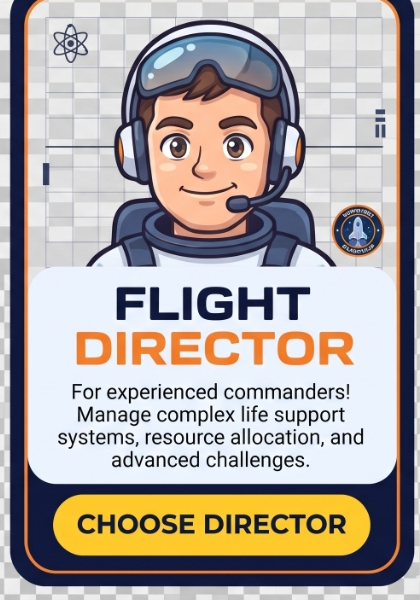 FLIGHT
DIRECTOR
For experienced commanders!
Manage complex life support
systems, resource allocation, and
advanced challenges.
CHOOSE DIRECTOR